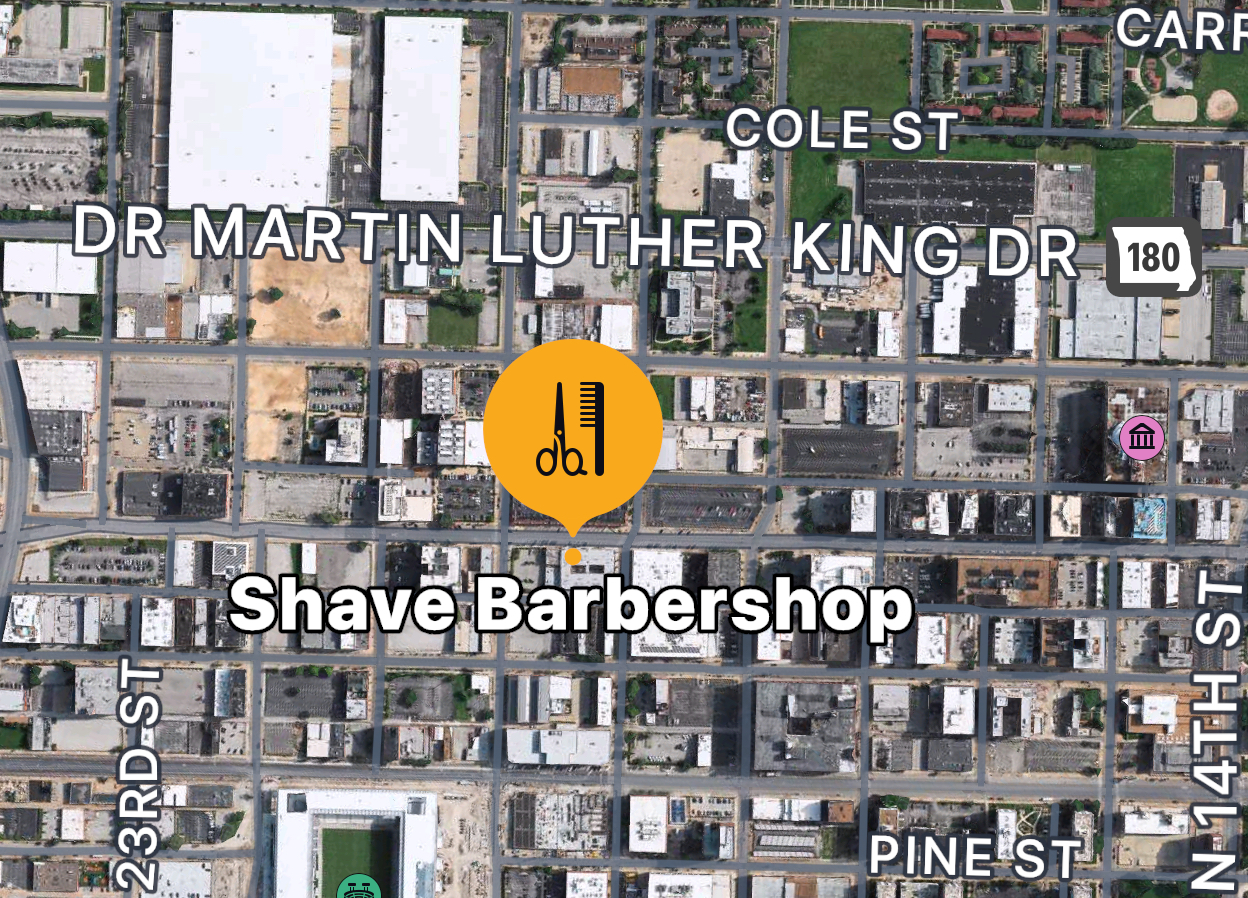 CARR
COLE ST
DR MARTIN LUTHER KING DR
180
Shave Barbershop
23RD ST
N 14TH ST
PINE ST